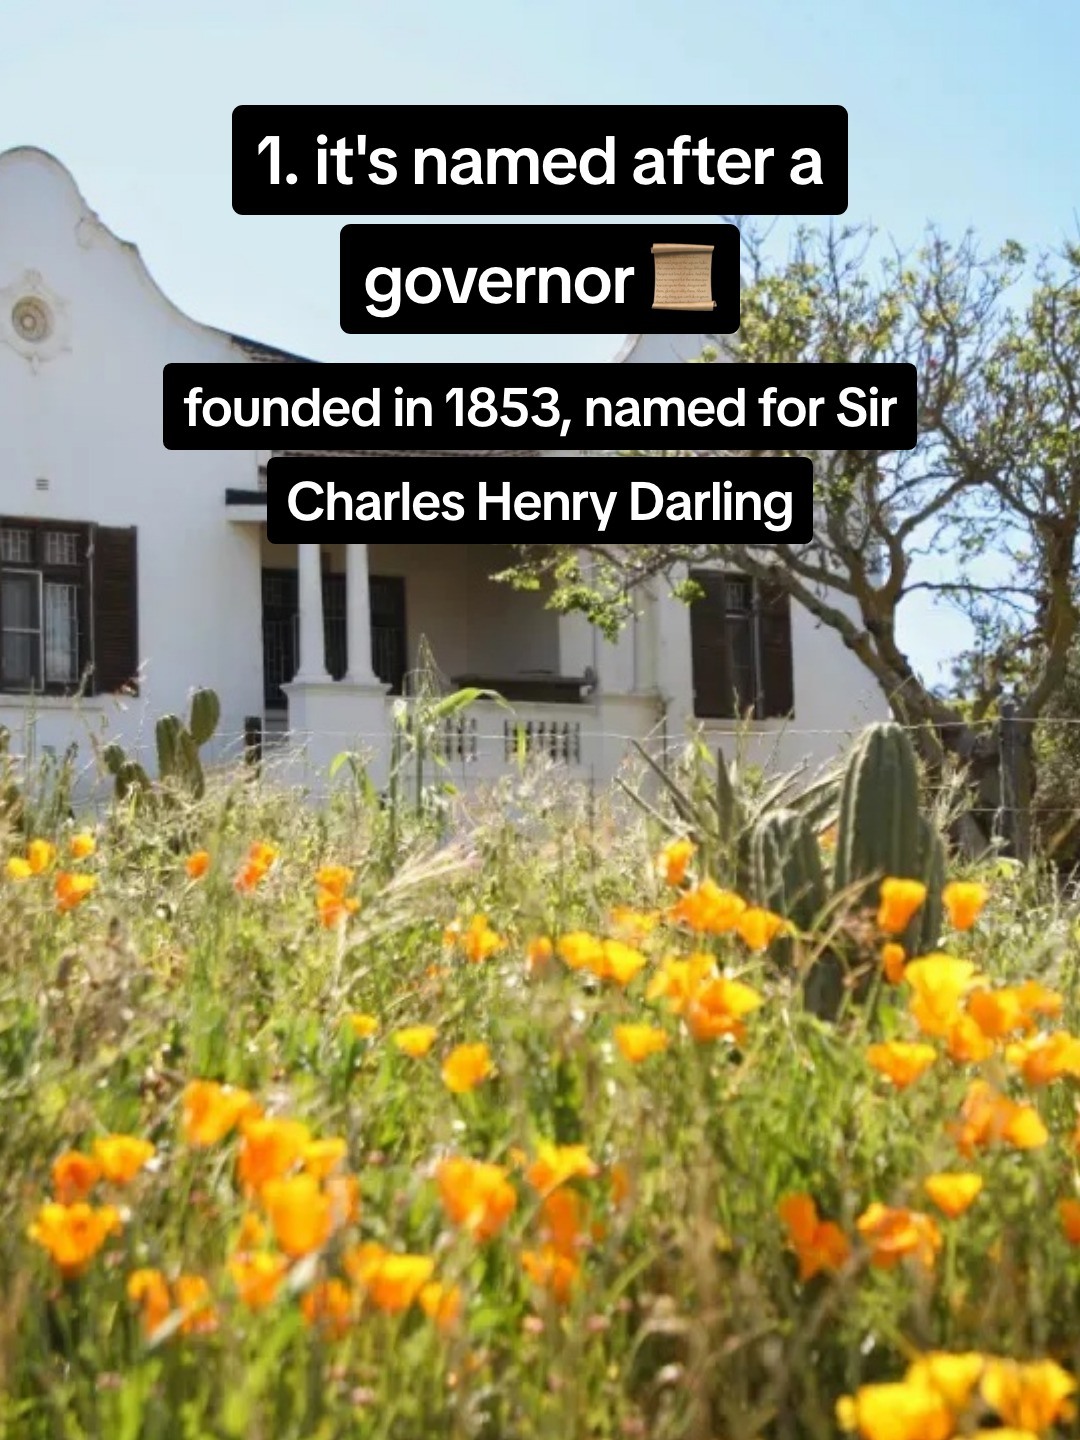 1. it's named after a
governor 📜
founded in 1853, named for Sir
Charles Henry Darling